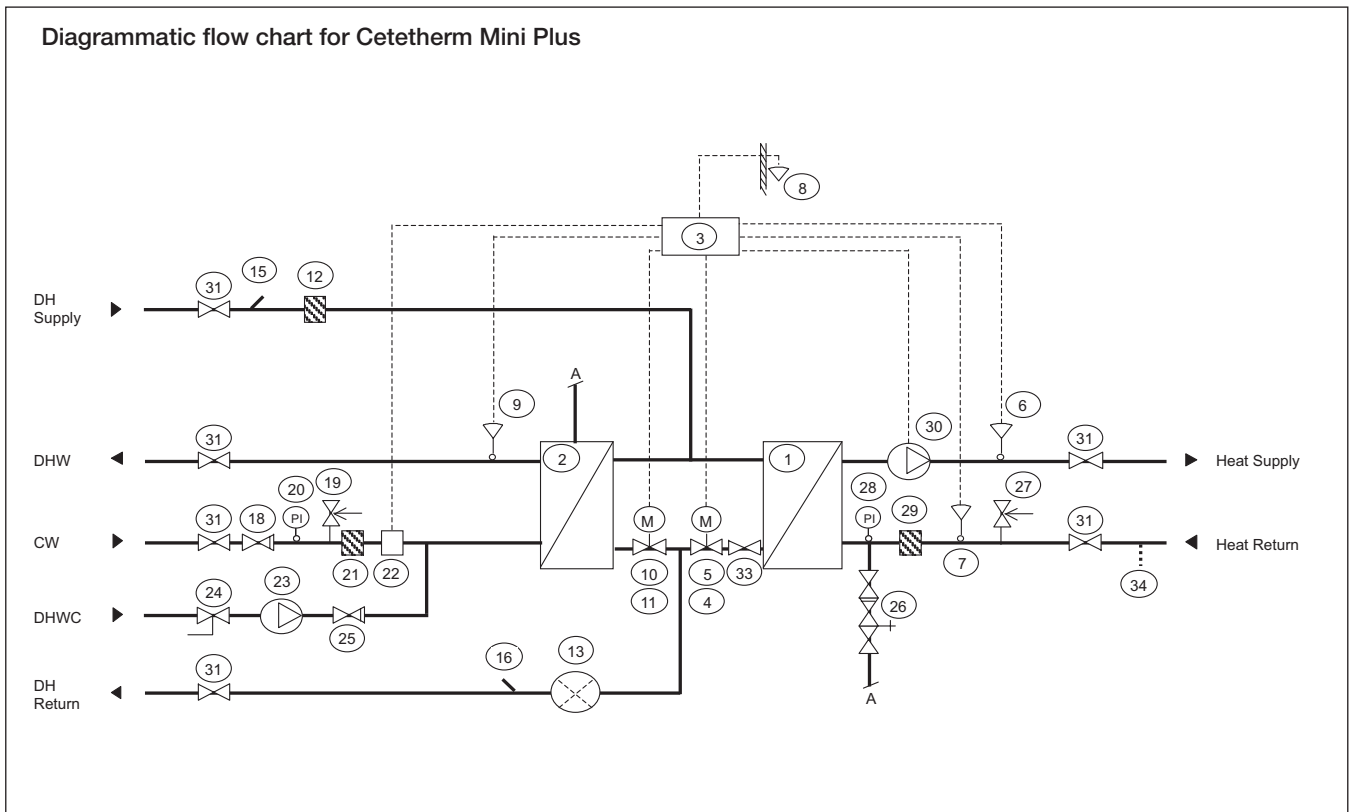 Diagrammatic flow chart for Cetetherm Mini Plus
8
3
31
15
12
DH
Supply
A
9
6
30
31
2
1
31
DHW
Heat Supply
20
19
28
29
27
31
18
PI
M
M
PI
31
CW
Heat Return
21
22
10
5
33
7
34
24
23
11
4
26
DHWC
25
31
16
13
DH
Return
A